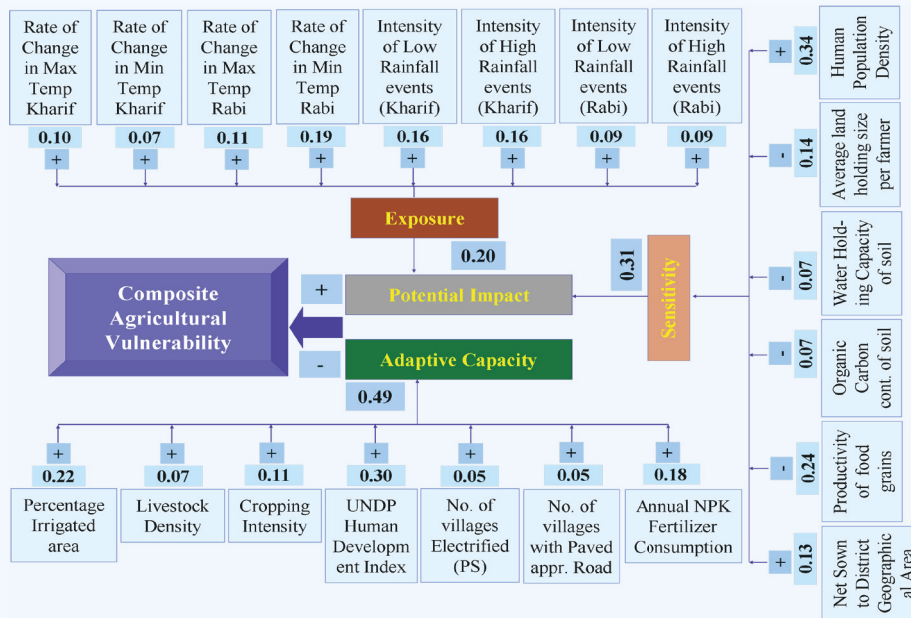 Rate of
Change
in Max
Temp
Kharif
0.10
+
Rate of
Change
in Min
Temp
Kharif
0.07
+
Rate of
Change
in Max
Temp
Rabi
0.11
+
Rate of
Change
in Min
Temp
Rabi
0.19
+
Intensity
of Low
Rainfall
events
(Kharif)
0.16
+
Intensity
of High
Rainfall
events
(Kharif)
0.16
+
Intensity
of Low
Rainfall
events
(Rabi)
0.09
+
Intensity
of High
Rainfall
events
(Rabi)
0.09
+
Exposure
0.20
Potential Impact
Sensitivity
0.31
Composite
Agricultural
Vulnerability
+
-
Adaptive Capacity
0.49
+
0.22
Percentage
Irrigated
area
+
0.07
Livestock
Density
+
0.11
Cropping
Intensity
+
0.30
UNDP
Human
Developm
ent Index
+
0.05
No. of
villages
Electrified
(PS)
+
0.05
No. of
villages
with Paved
appr. Road
+
0.18
Annual NPK
Fertilizer
Consumption
+
0.34
Human
Population
Density
-
0.14
Average land
holding size
per farmer
-
0.07
Water Hold-
ing Capacity
of soil
-
0.07
Organic
Carbon
cont. of soil
-
0.24
Productivity
of food
grains
+
0.13
Net Sown
to District
Geographic
al Area